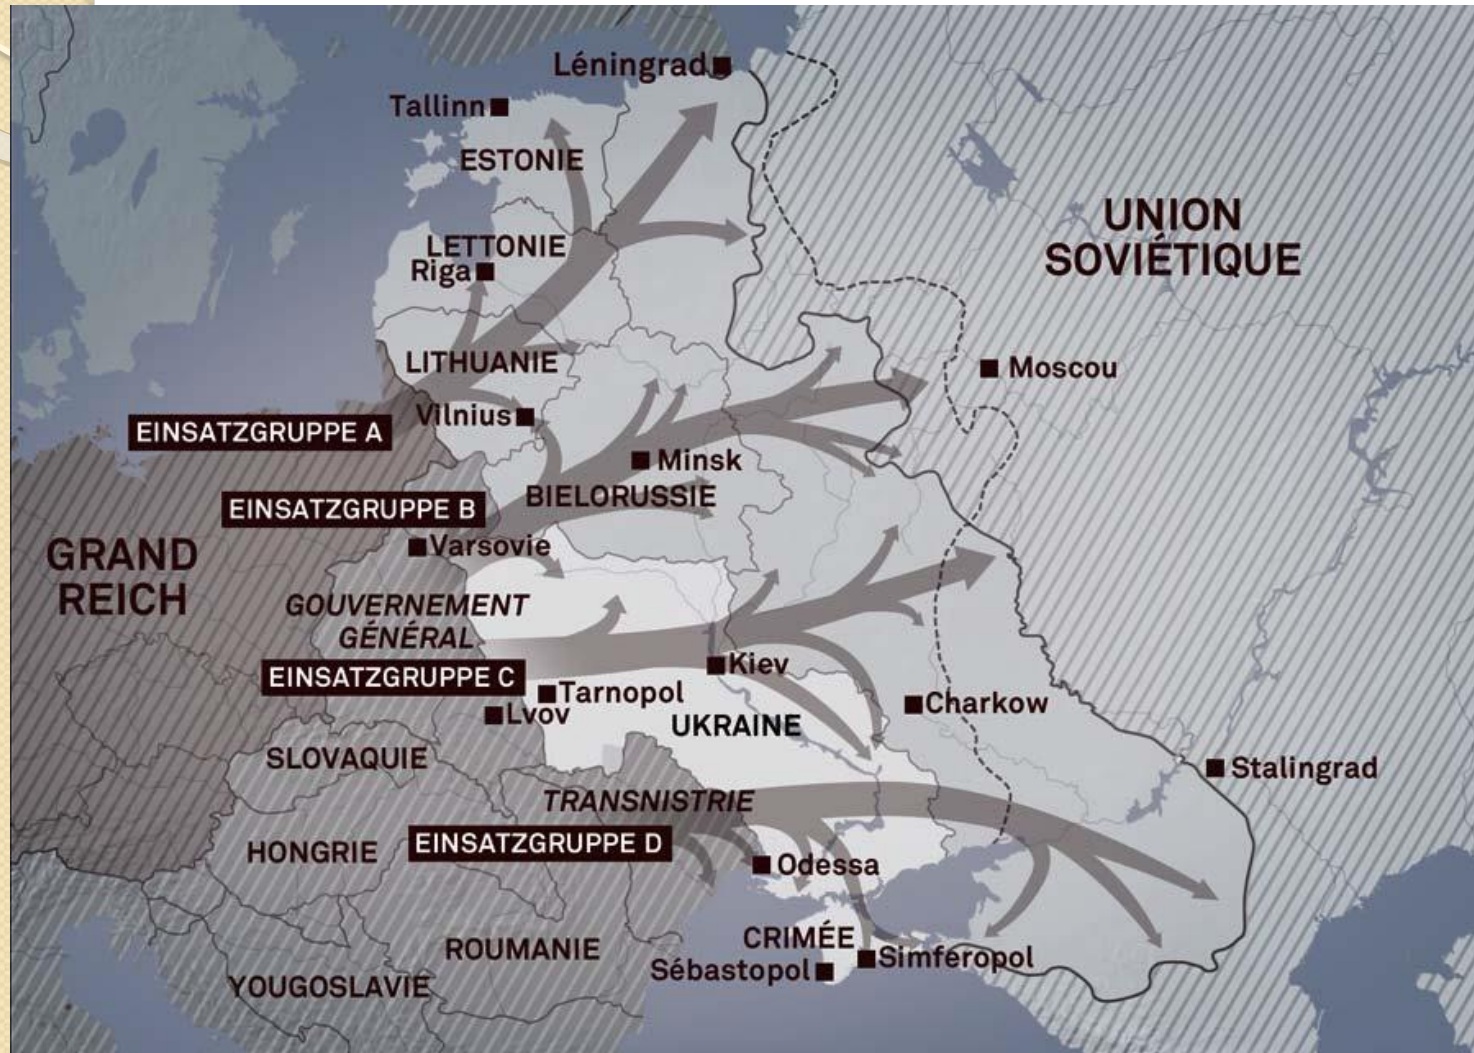 Léningrad
Tallinn
ESTONIE
UNION
SOVIÉTIQUE
LETTONIE
Riga
LITHUANIE
Moscou
Vilnius
EINSATZGRUPPE A
Minsk
BIELORUSSIE
EINSATZGRUPPE B
Varsovie
GRAND
REICH
GOUVERNEMENT
GÉNÉRAL
EINSATZGRUPPE C
Kiev
Tarnopol
Lvov
Charkow
UKRAINE
SLOVAQUIE
Stalingrad
TRANSNISTRIE
HONGRIE
EINSATZGRUPPE D
Odessa
CRIMÉE
ROUMANIE
Simféropol
Sébastopol
YOUGOSLAVIE